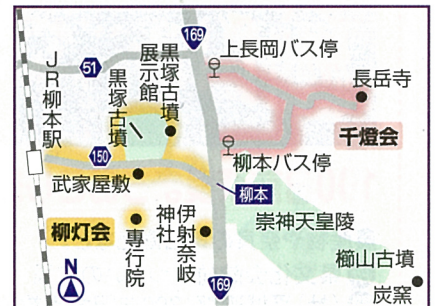 169
上長岡バス停
51
JR柳本駅
黒塚古墳
展示館
黒塚古墳
長岳寺
千燈会
150
柳本バス停
武家屋敷
柳本
崇神天皇陵
柳灯会
専行院
伊射奈岐
神社
櫛山古墳
N
169
炭窯